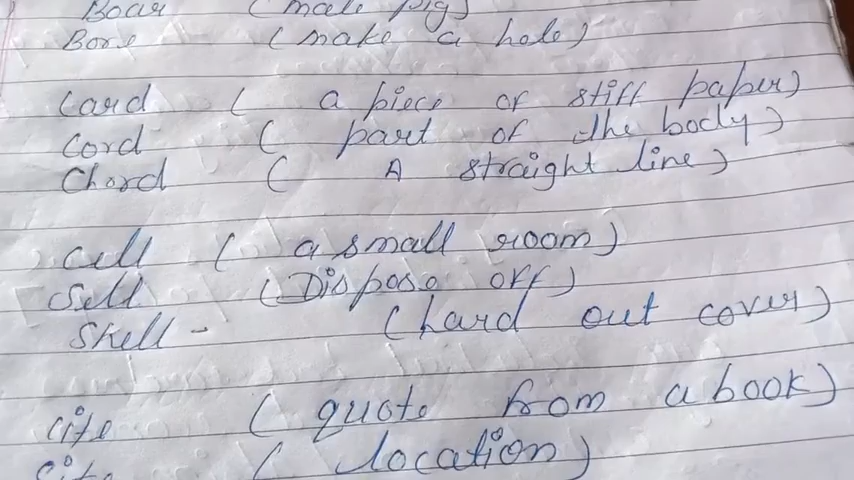 Boar (male pig)
Bore (make a hole)
Card ( a piece of stiff paper)
Cord ( part of the body)
Chord ( A straight line)
Cell ( a small room)
Sell (Dispose off)
Shell - (hard out cover)
cite ( quote from a book)
( location)